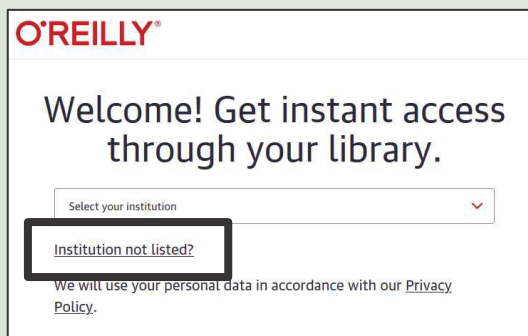 O'REILLY®
Welcome! Get instant access
through your library.
Select your institution
Institution not listed?
We will use your personal data in accordance with our Privacy
Policy.